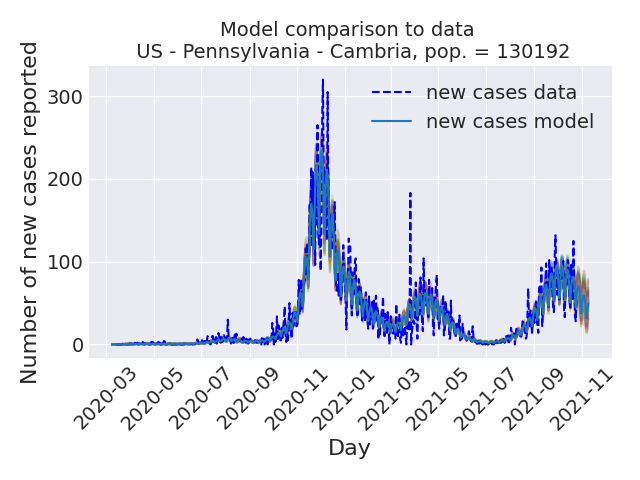 Model comparison to data
US - Pennsylvania - Cambria, pop. = 130192
Number of new cases reported
300
200
100
0
new cases data
new cases model
2020-03
2020-05
2020-07
2020-09
2020-11
2021-01
2021-03
2021-05
2021-07
2021-09
2021-11
Day